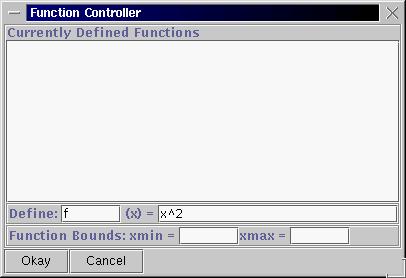 Function Controller
Currently Defined Functions
Define: f (x) = x^2
Function Bounds: xmin = xmax =
Okay Cancel